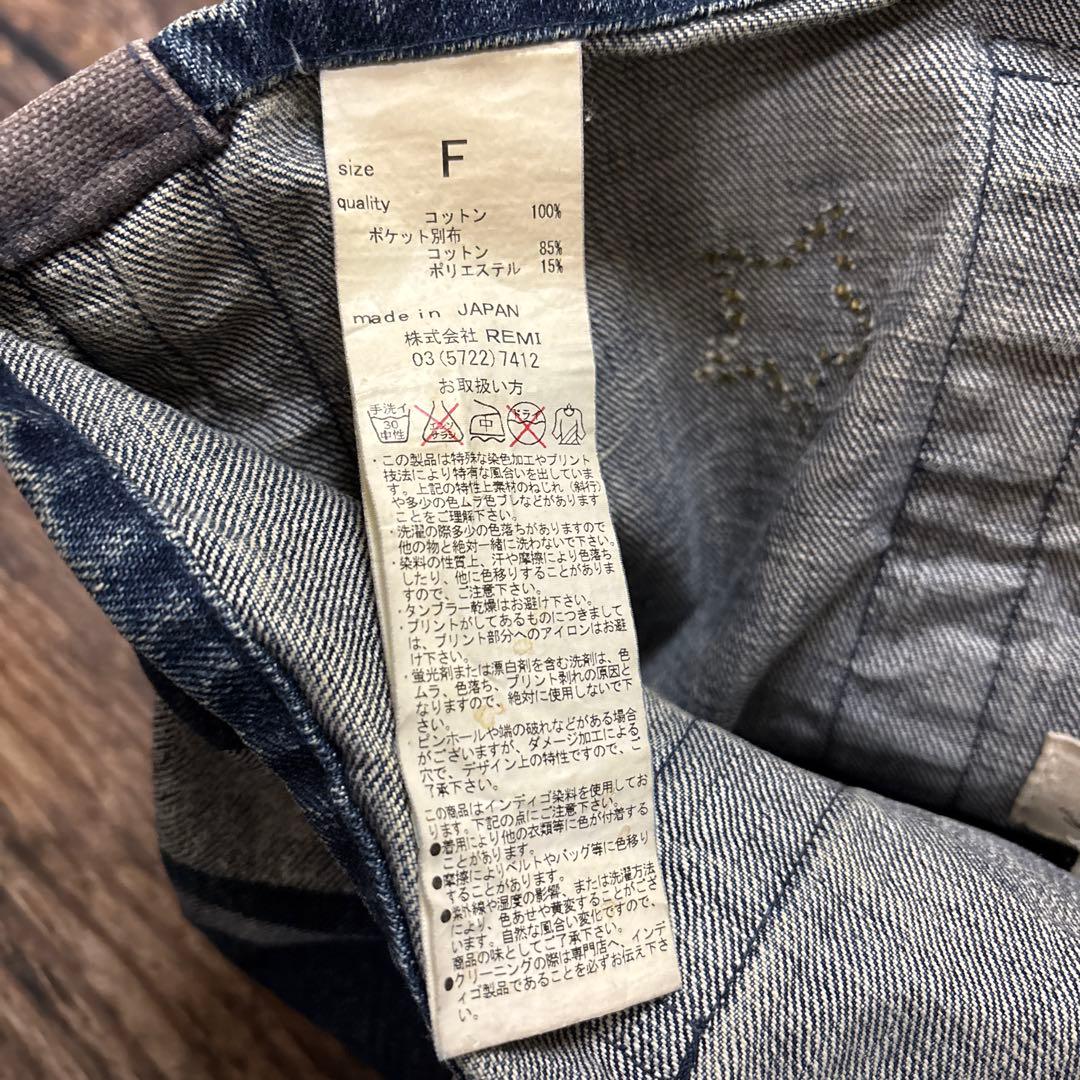 size F
quality
コットン 100%
ポケット別布
コットン 85%
ポリエステル 15%
made in JAPAN
株式会社 REMI
03(5722)7412
お取扱い方
手洗イ
30
中性
エンソ
サラシ
中
ドライ
・この製品は特殊な染色加工やプリント
技法により特有な風合いを出していま
す。上記の特性上素材のねじれ（斜行）
や多少の色ムラ色ブレなどがあります
ことをご理解下さい。
・洗濯の際多少の色落ちがありますので
他の物と絶対一緒に洗わないで下さい。
・染料の性質上、汗や摩擦により色落ち
したり、他に色移りすることがありま
すので、ご注意下さい。
・タンブラー乾燥はお避け下さい。
・プリントがしてあるものにつきまして
は、プリント部分へのアイロンはお避
け下さい。
・蛍光剤または漂白剤を含む洗剤は、色
ムラ、色落ち、プリント剥れの原因と
なりますので、絶対に使用しないで下
さい。
・ピンホールや端の破れなどがある場合
がございますが、ダメージ加工によるこ
穴で、デザイン上の特性ですので、ご
了承下さい。
この商品はインディゴ染料を使用してお
ります。下記の点にご注意下さい。
●着用により他の衣類等に色が付着する
ことがあります。
●摩擦によりベルトやバッグ等に色移り
することがあります。
●紫外線や湿度の影響、または洗濯方法
により、色あせや黄変することがござ
います。自然な風合い変化ですので、
商品の味としてご了承下さい。
●クリーニングの際は専門店へ、インデ
ィゴ製品であることを必ずお伝え下さ
い。